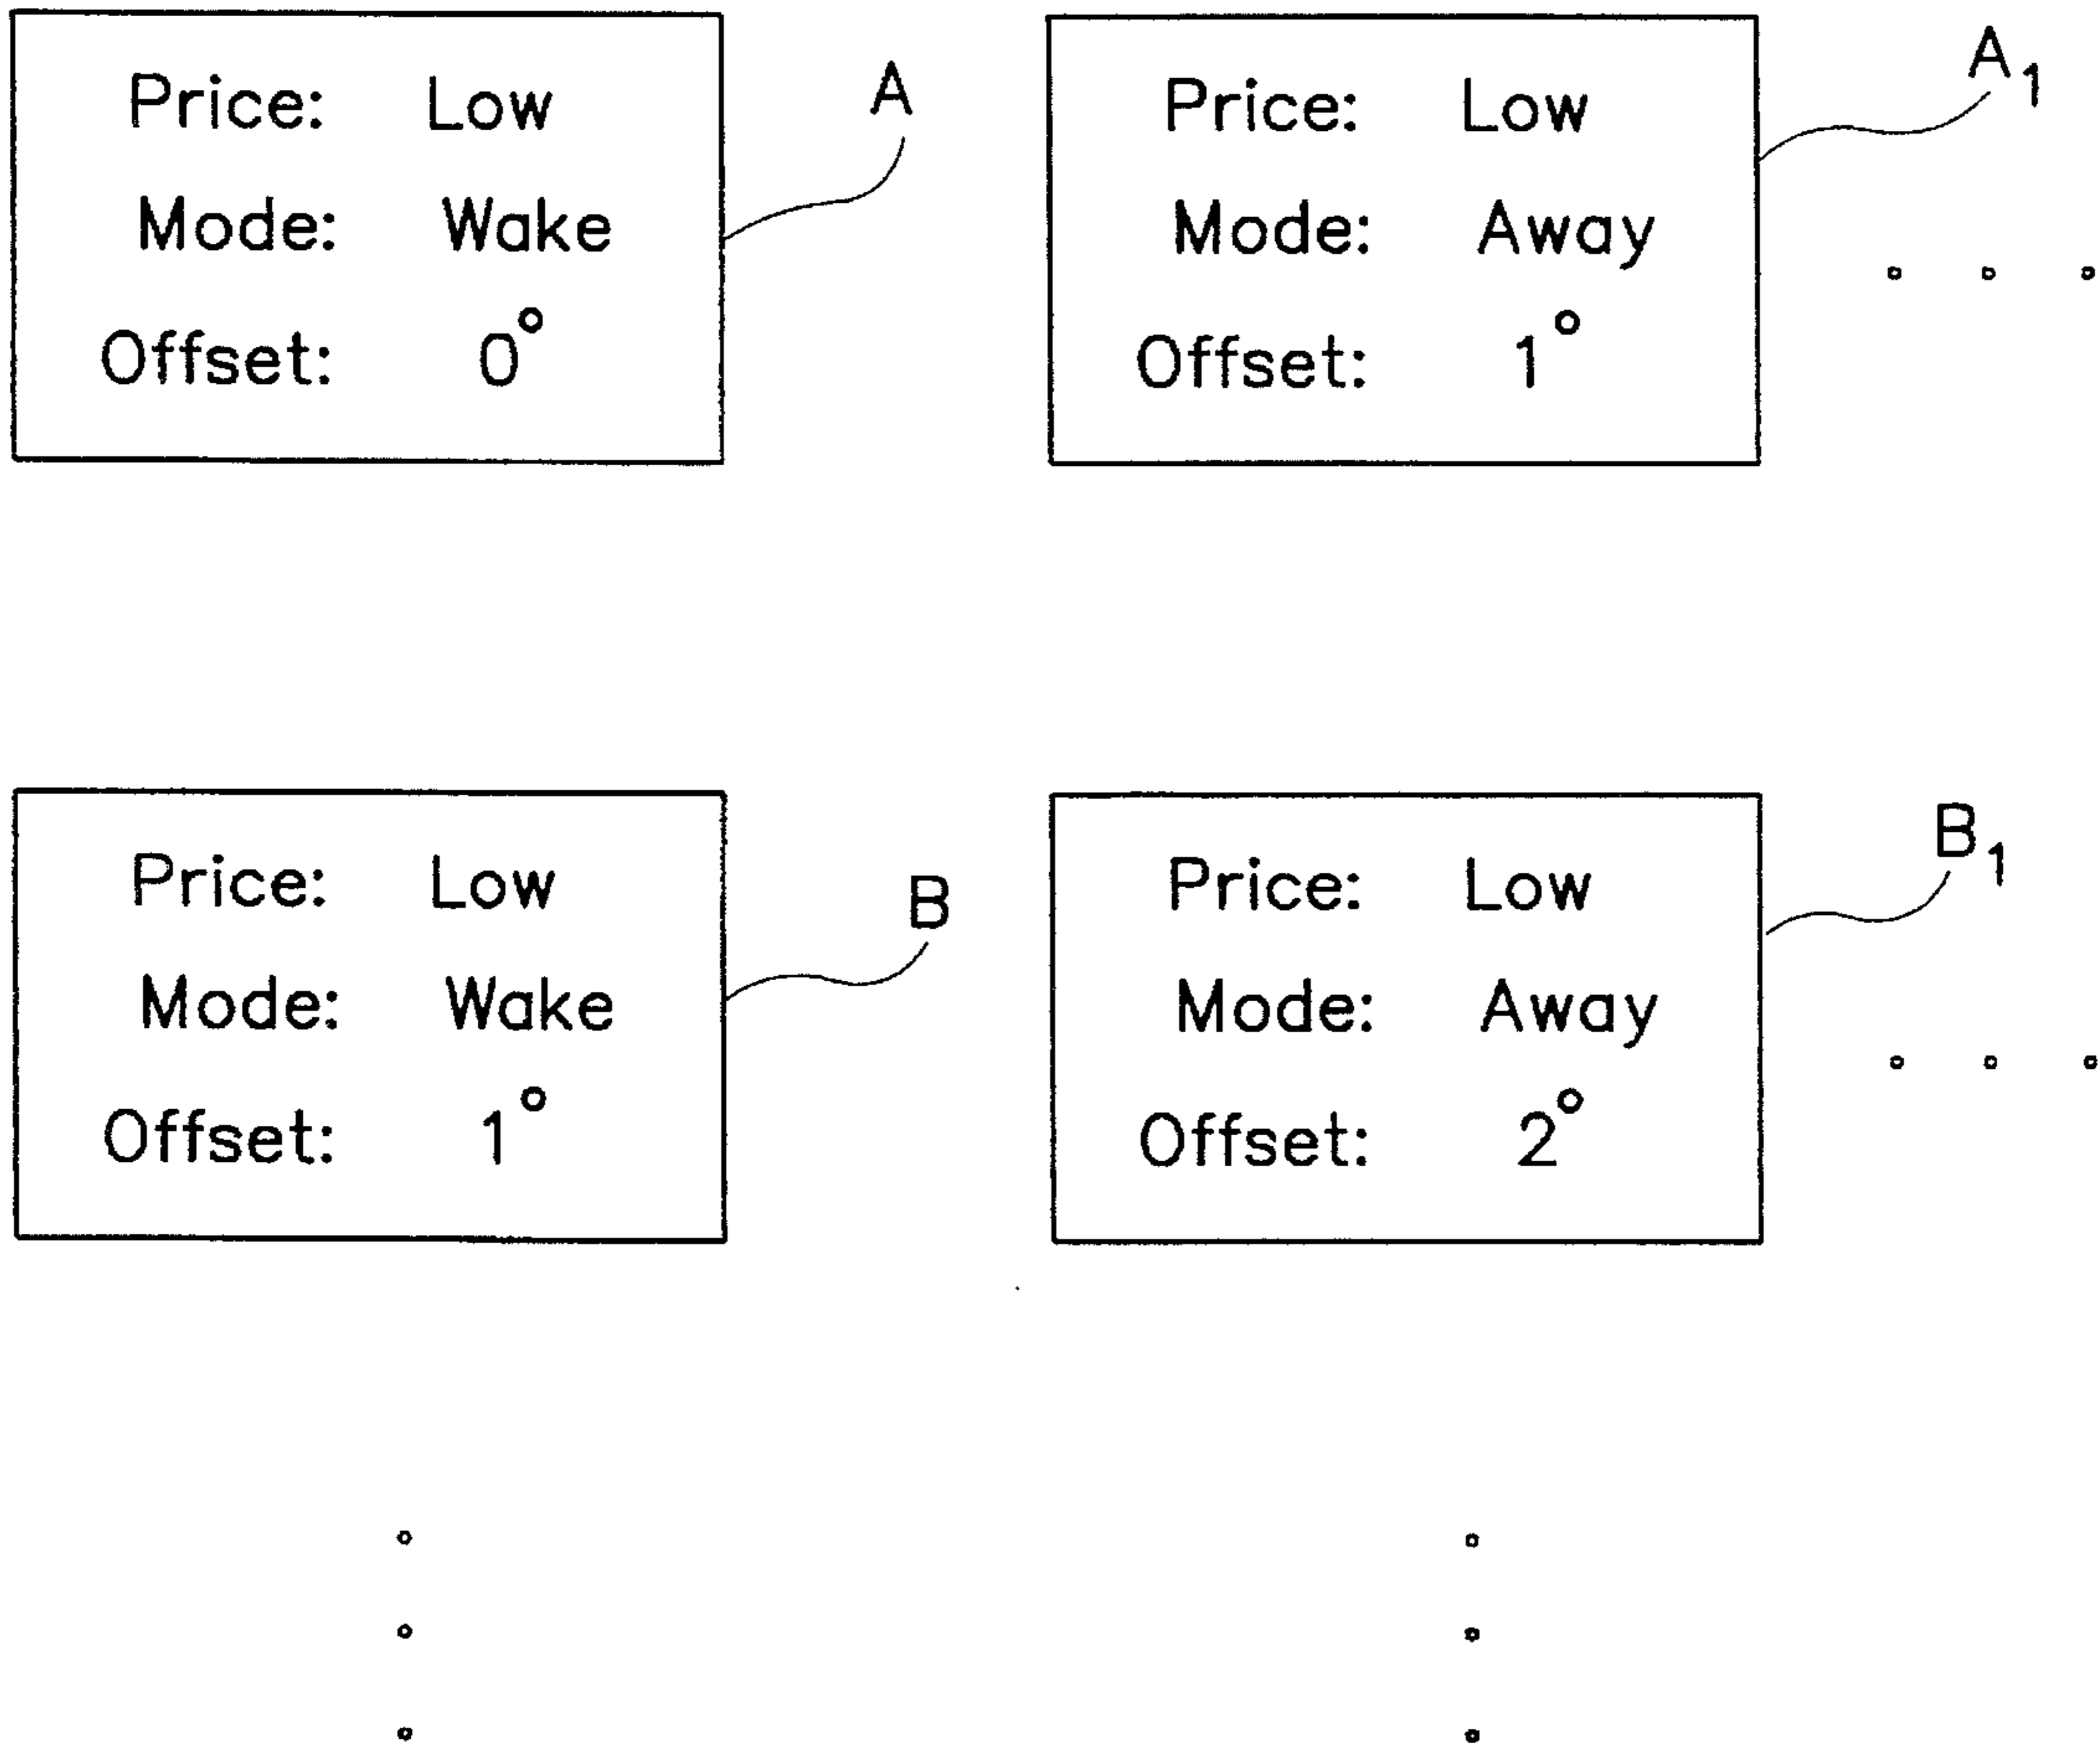 Price: Low
Mode: Wake
Offset: 0°
A
Price: Low
Mode: Away
Offset: 1°
A₁
Price: Low
Mode: Wake
Offset: 1°
B
Price: Low
Mode: Away
Offset: 2°
B₁